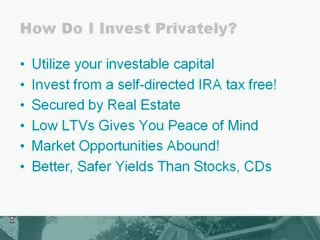 How Do I Invest Privately?
• Utilize your investable capital
• Invest from a self-directed IRA tax free!
• Secured by Real Estate
• Low LTVs Gives You Peace of Mind
• Market Opportunities Abound!
• Better, Safer Yields Than Stocks, CDs